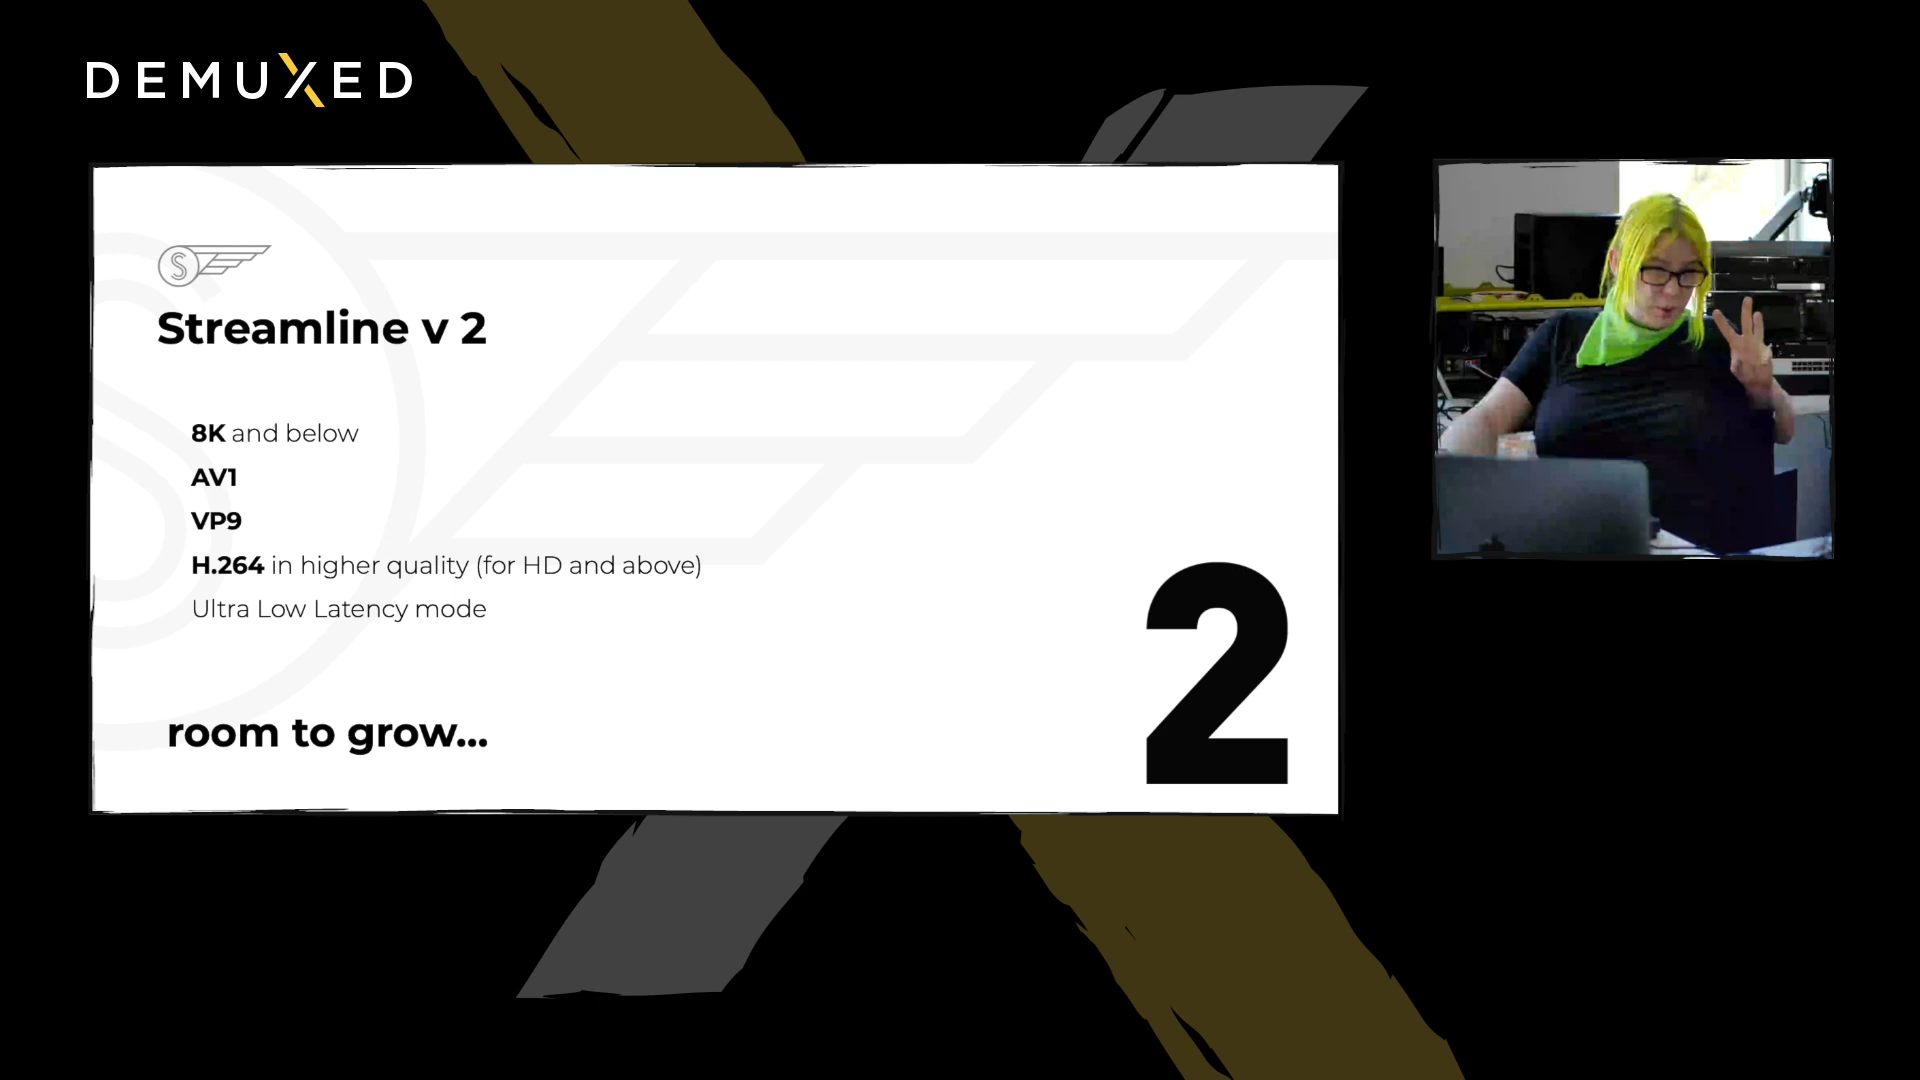 DEMUXED
S
Streamline v 2
8K and below
AV1
VP9
H.264 in higher quality (for HD and above)
Ultra Low Latency mode
room to grow...
2